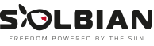 SOLBIAN
FREEDOM POWERED BY THE SUN